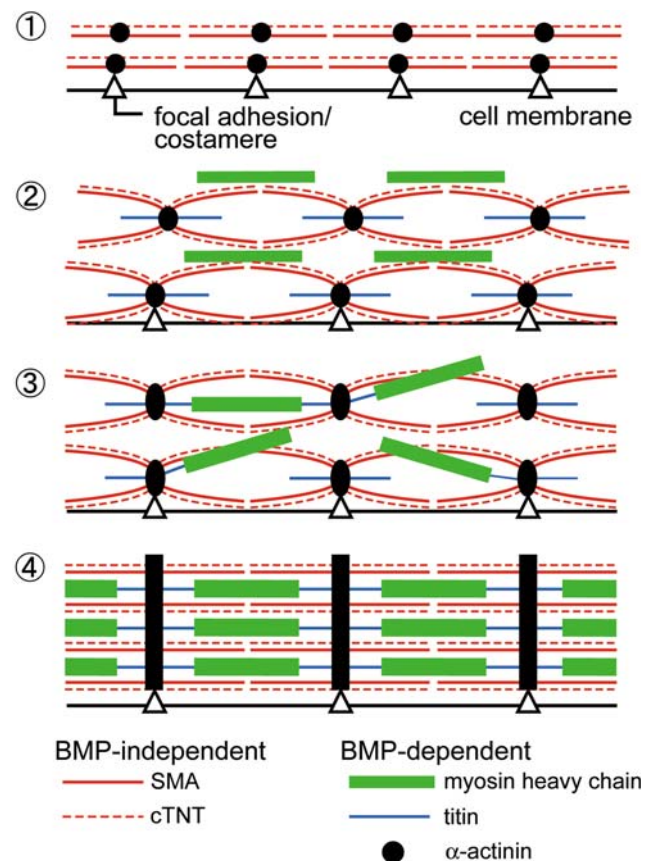 ①
focal adhesion/
costamere
cell membrane
②
③
④
BMP-independent
SMA
cTNT
BMP-dependent
myosin heavy chain
titin
α-actinin